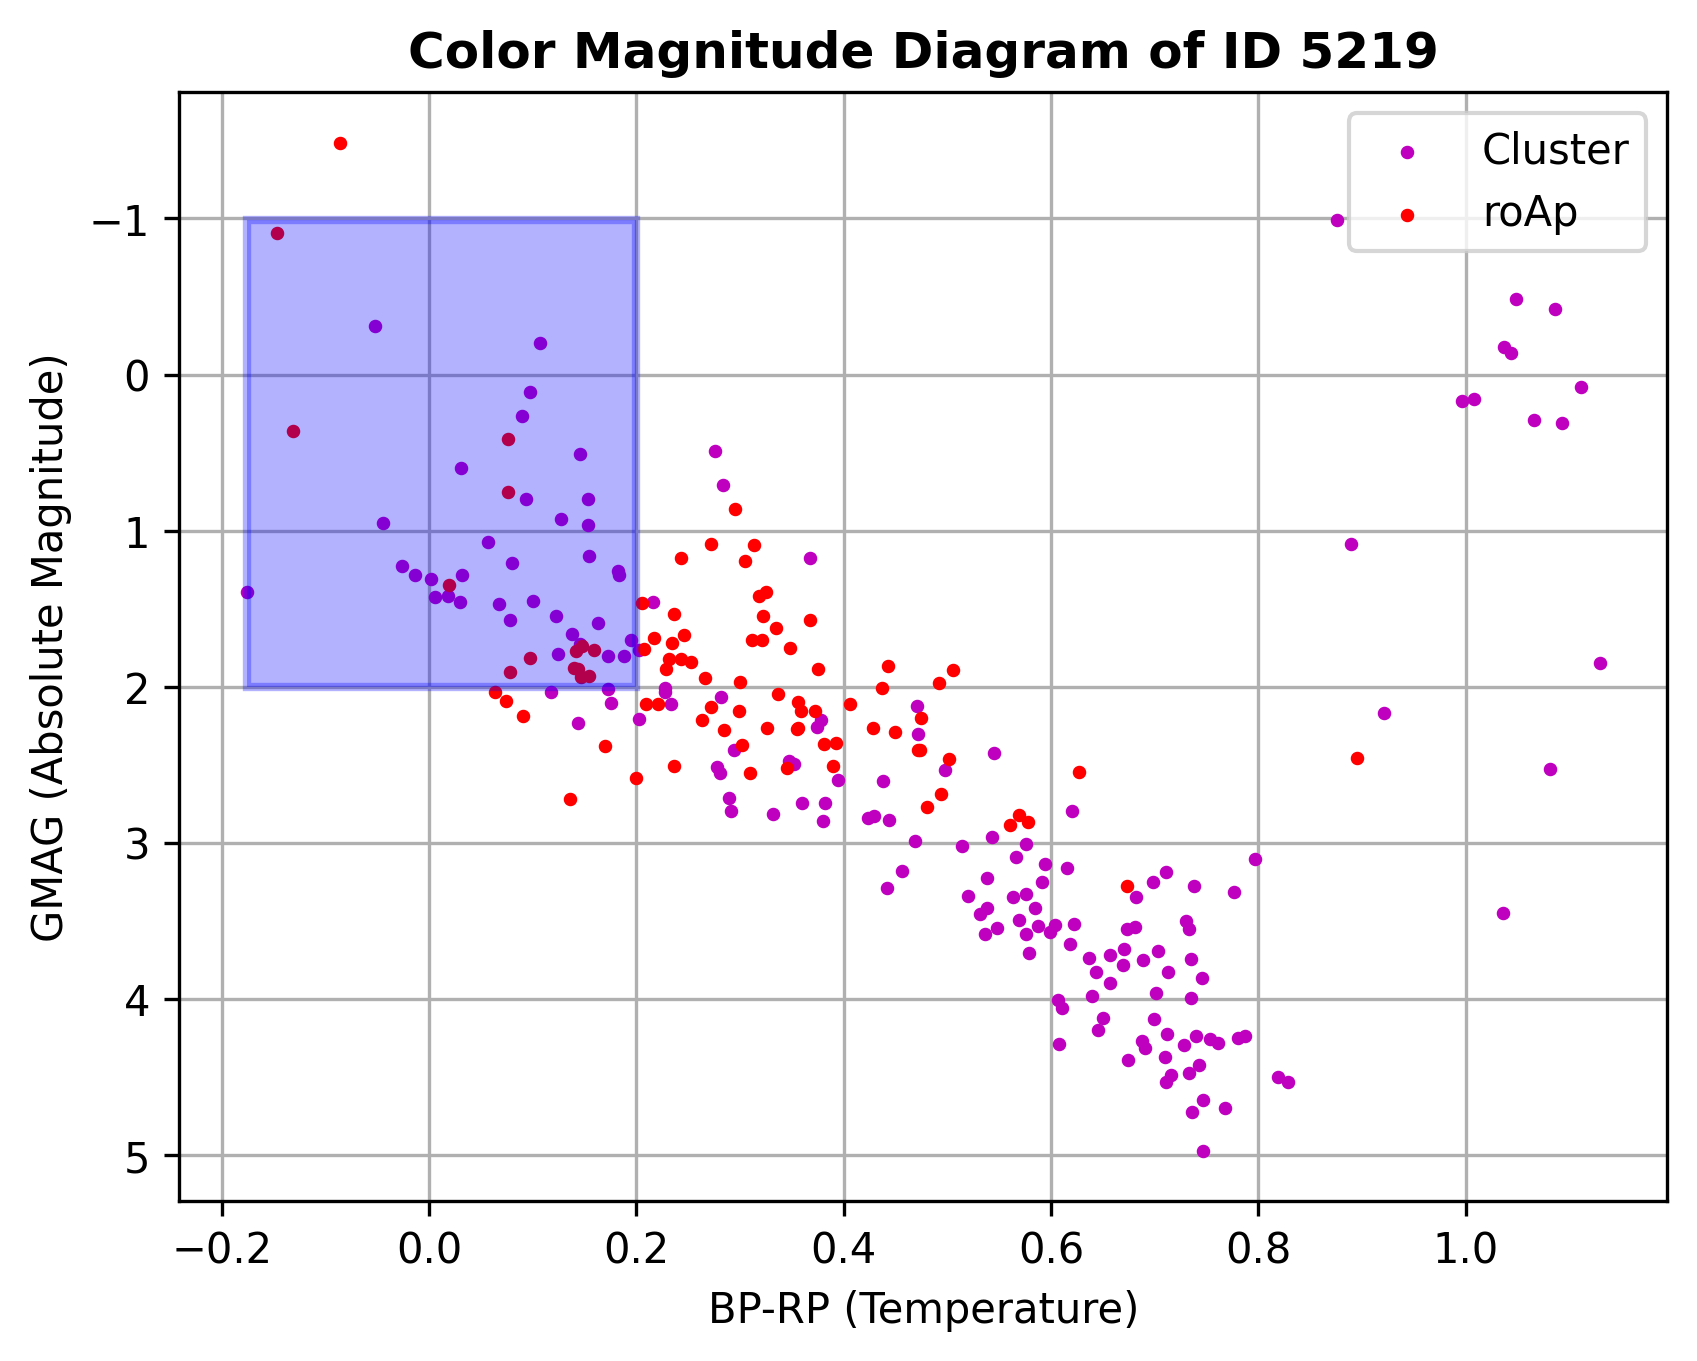 Color Magnitude Diagram of ID 5219
Cluster
roAp
−1
0
1
2
3
4
5
GMAG (Absolute Magnitude)
−0.2 0.0 0.2 0.4 0.6 0.8 1.0
BP-RP (Temperature)